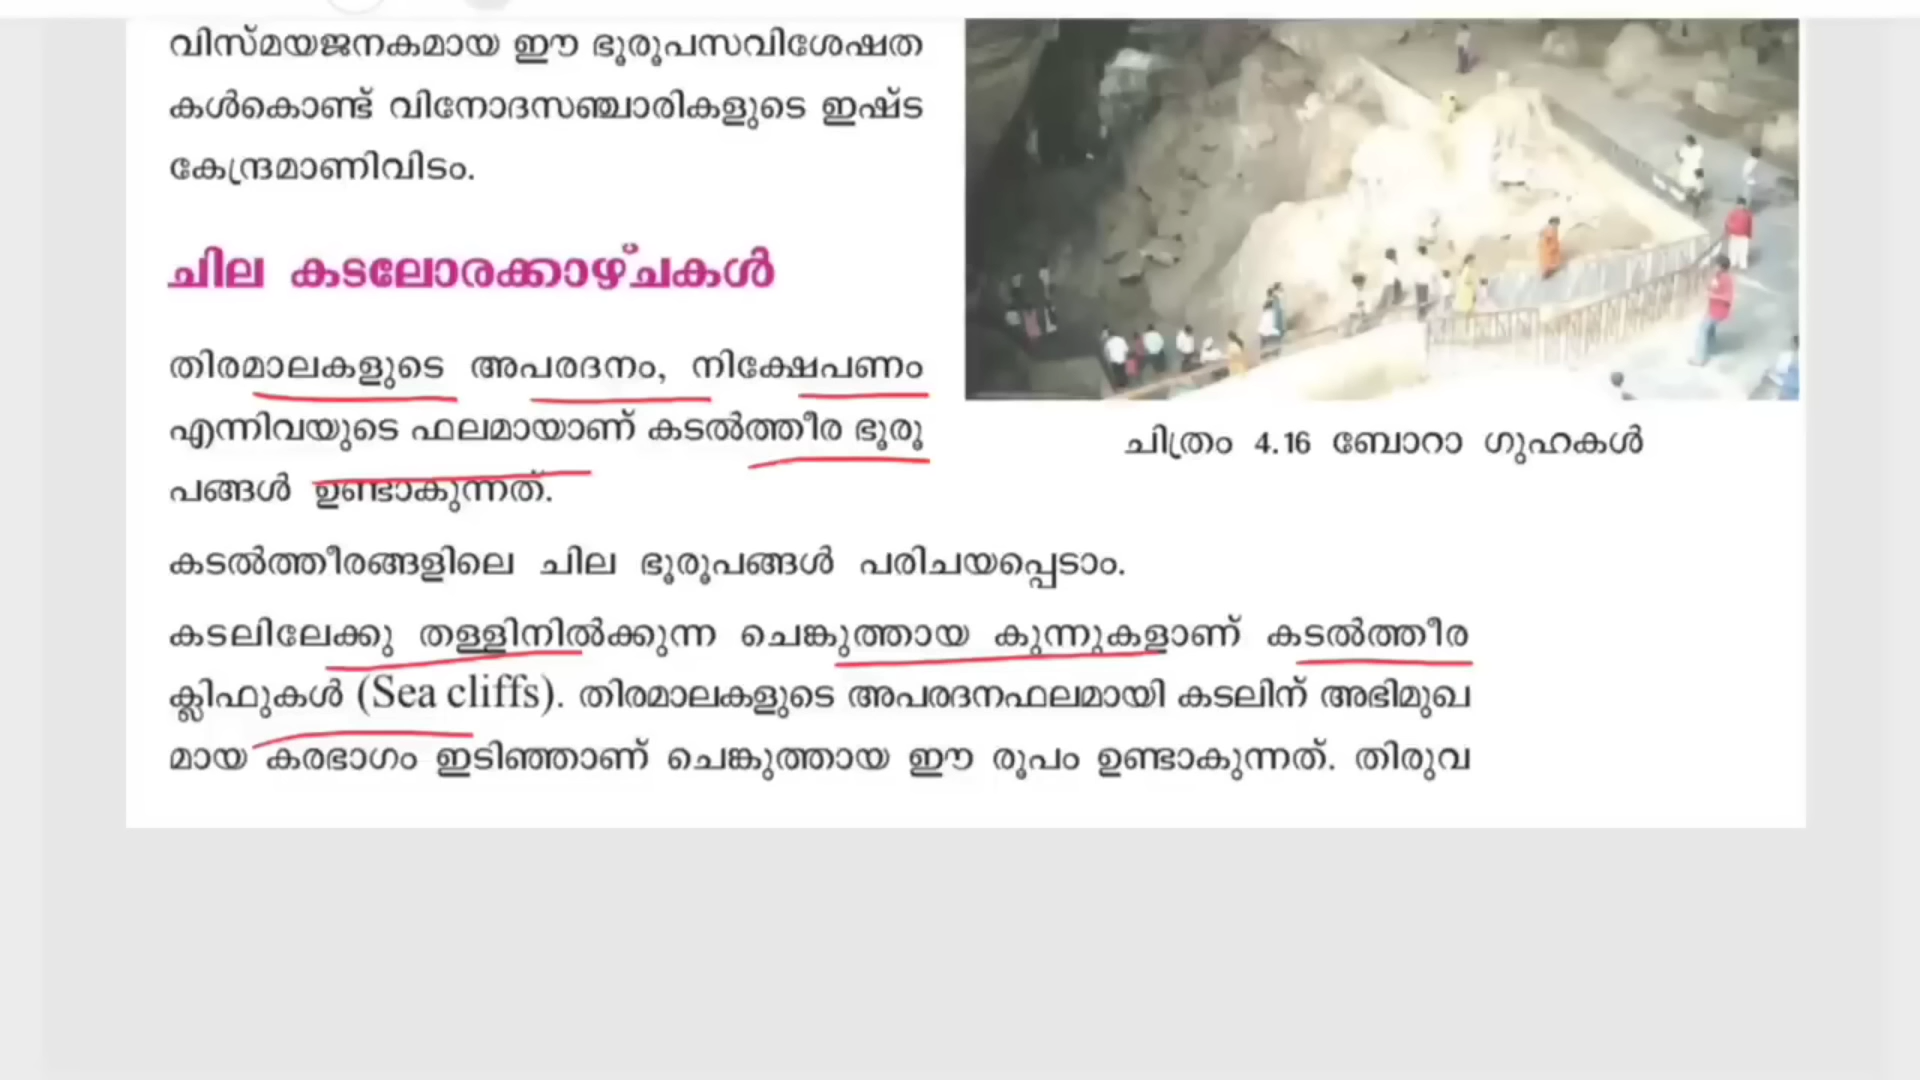 വിസ്മയജനകമായ ഈ ഭൂരൂപസവിശേഷത
കൾകൊണ്ട് വിനോദസഞ്ചാരികളുടെ ഇഷ്ട
കേന്ദ്രമാണിവിടം.
ചില കടലോരക്കാഴ്ചകൾ
തിരമാലകളുടെ അപരദനം, നിക്ഷേപണം
എന്നിവയുടെ ഫലമായാണ് കടൽത്തീര ഭൂരൂ
പങ്ങൾ ഉണ്ടാകുന്നത്.
ചിത്രം 4.16 ബോറാ ഗുഹകൾ
കടൽത്തീരങ്ങളിലെ ചില ഭൂരൂപങ്ങൾ പരിചയപ്പെടാം.
കടലിലേക്കു തള്ളിനിൽക്കുന്ന ചെങ്കുത്തായ കുന്നുകളാണ് കടൽത്തീര
ക്ലിഫുകൾ (Sea cliffs). തിരമാലകളുടെ അപരദനഫലമായി കടലിന് അഭിമുഖ
മായ കരഭാഗം ഇടിഞ്ഞാണ് ചെങ്കുത്തായ ഈ രൂപം ഉണ്ടാകുന്നത്. തിരുവ